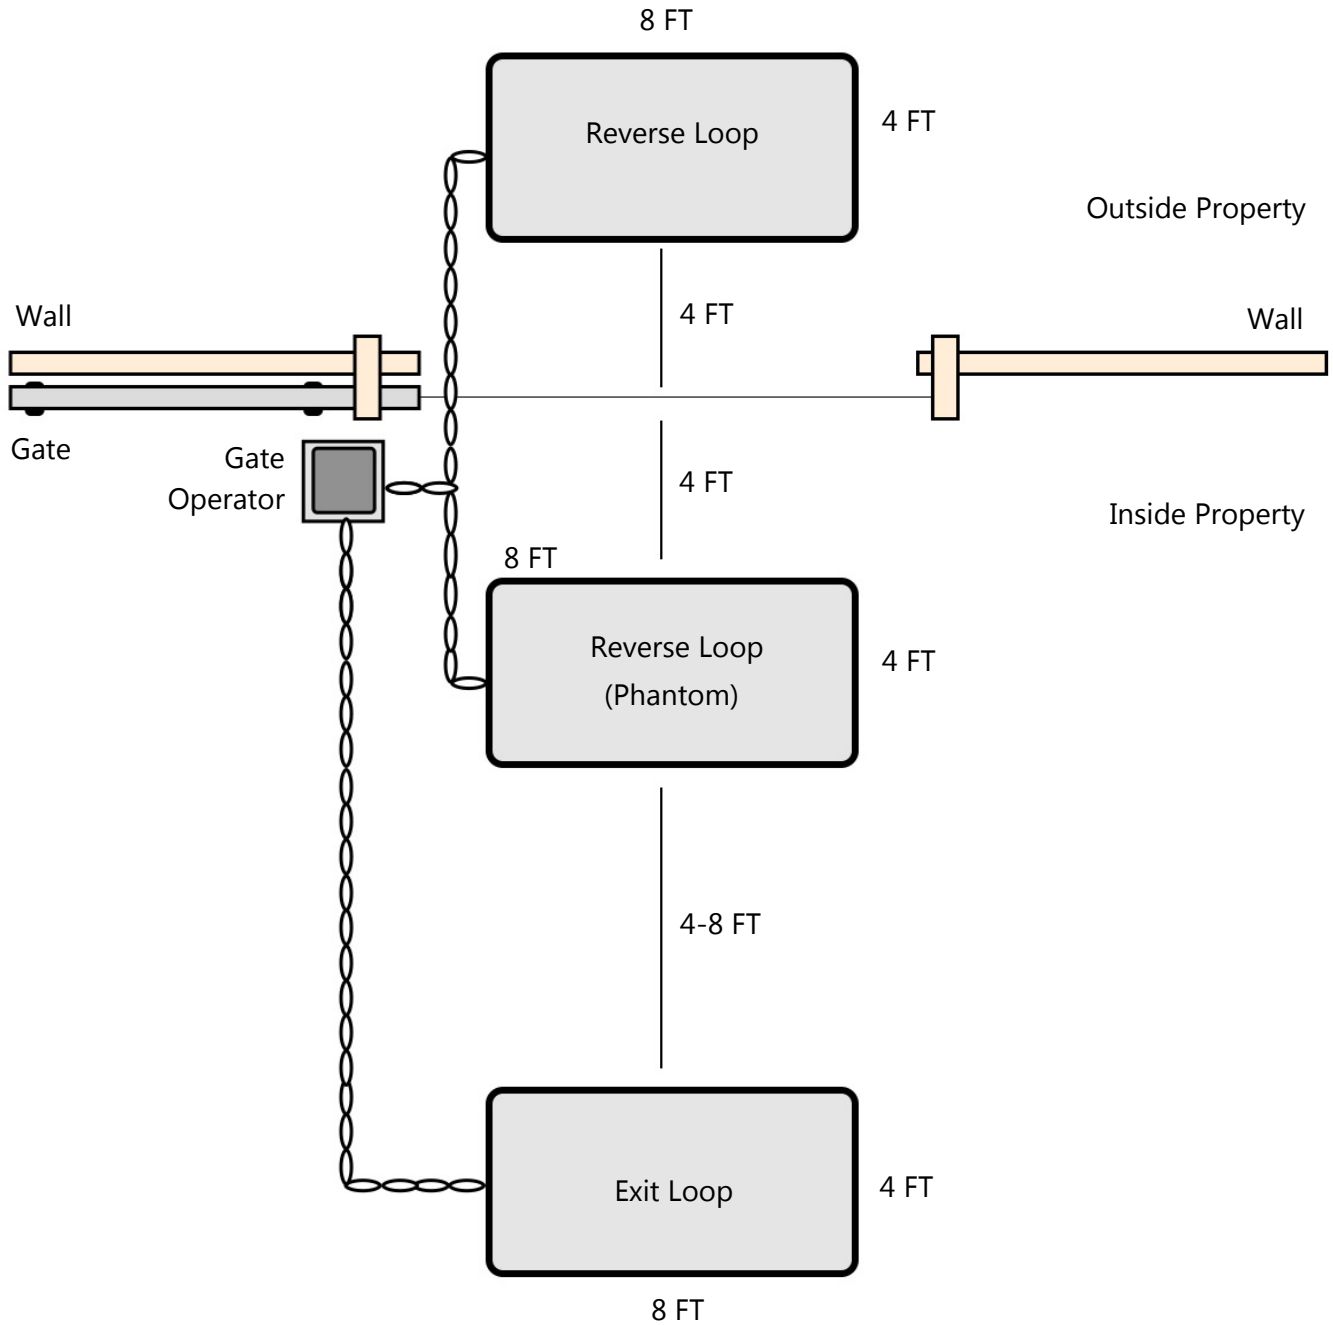 8 FT
Reverse Loop
4 FT
Outside Property
4 FT
Wall
Wall
Gate
Gate
Operator
4 FT
Inside Property
8 FT
Reverse Loop
(Phantom)
4 FT
4-8 FT
Exit Loop
4 FT
8 FT